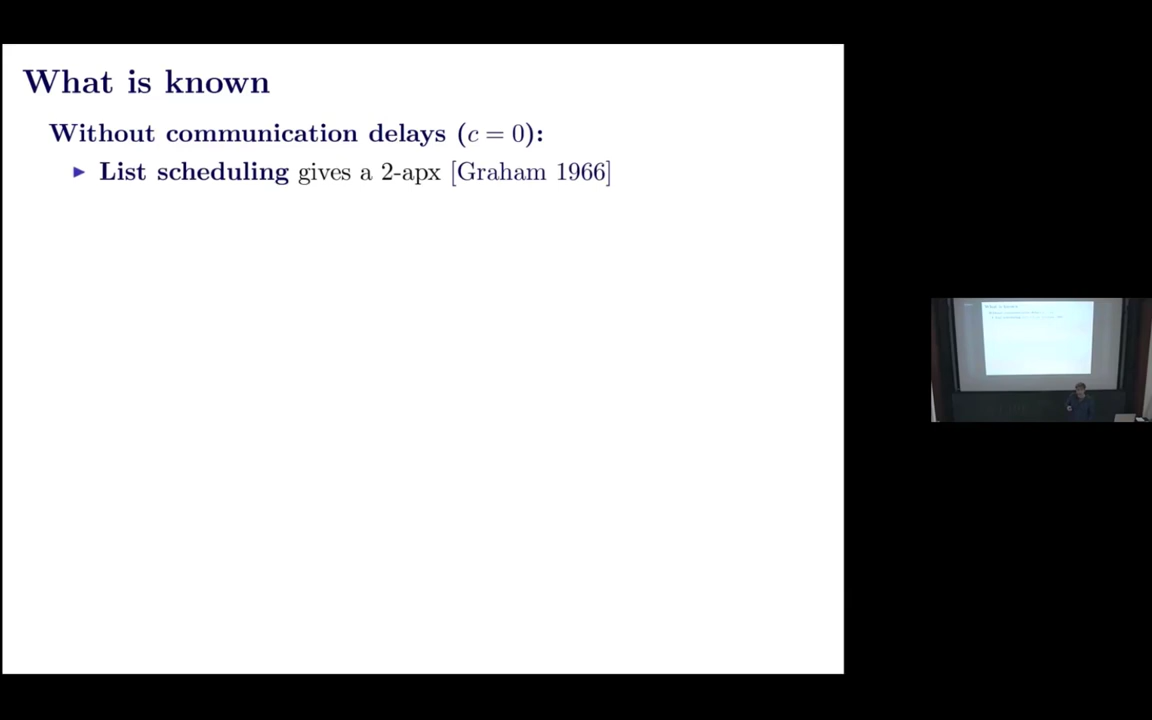 What is known
Without communication delays (c = 0):
▶ List scheduling gives a 2-apx [Graham 1966]